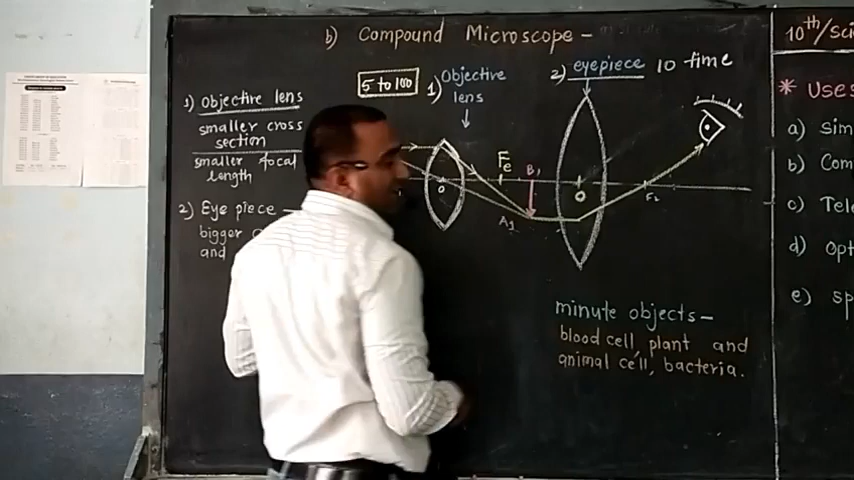 b) Compound Microscope -
5 to 100
1) Objective lens
smaller cross
section
smaller focal
length
2) Eye piece -
bigger
and
1) Objective
lens
2) eyepiece 10 time
o
Fe
B1
A1
O
F2
minute objects -
blood cell, plant and
animal cell, bacteria.
10th/Sci
* Uses
a) Sim
b) Com
c) Tele
d) Opt
e) Sp